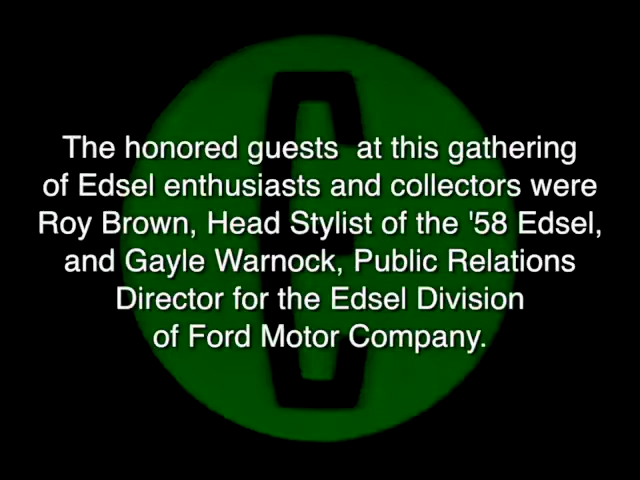 The honored guests at this gathering
of Edsel enthusiasts and collectors were
Roy Brown, Head Stylist of the '58 Edsel,
and Gayle Warnock, Public Relations
Director for the Edsel Division
of Ford Motor Company.